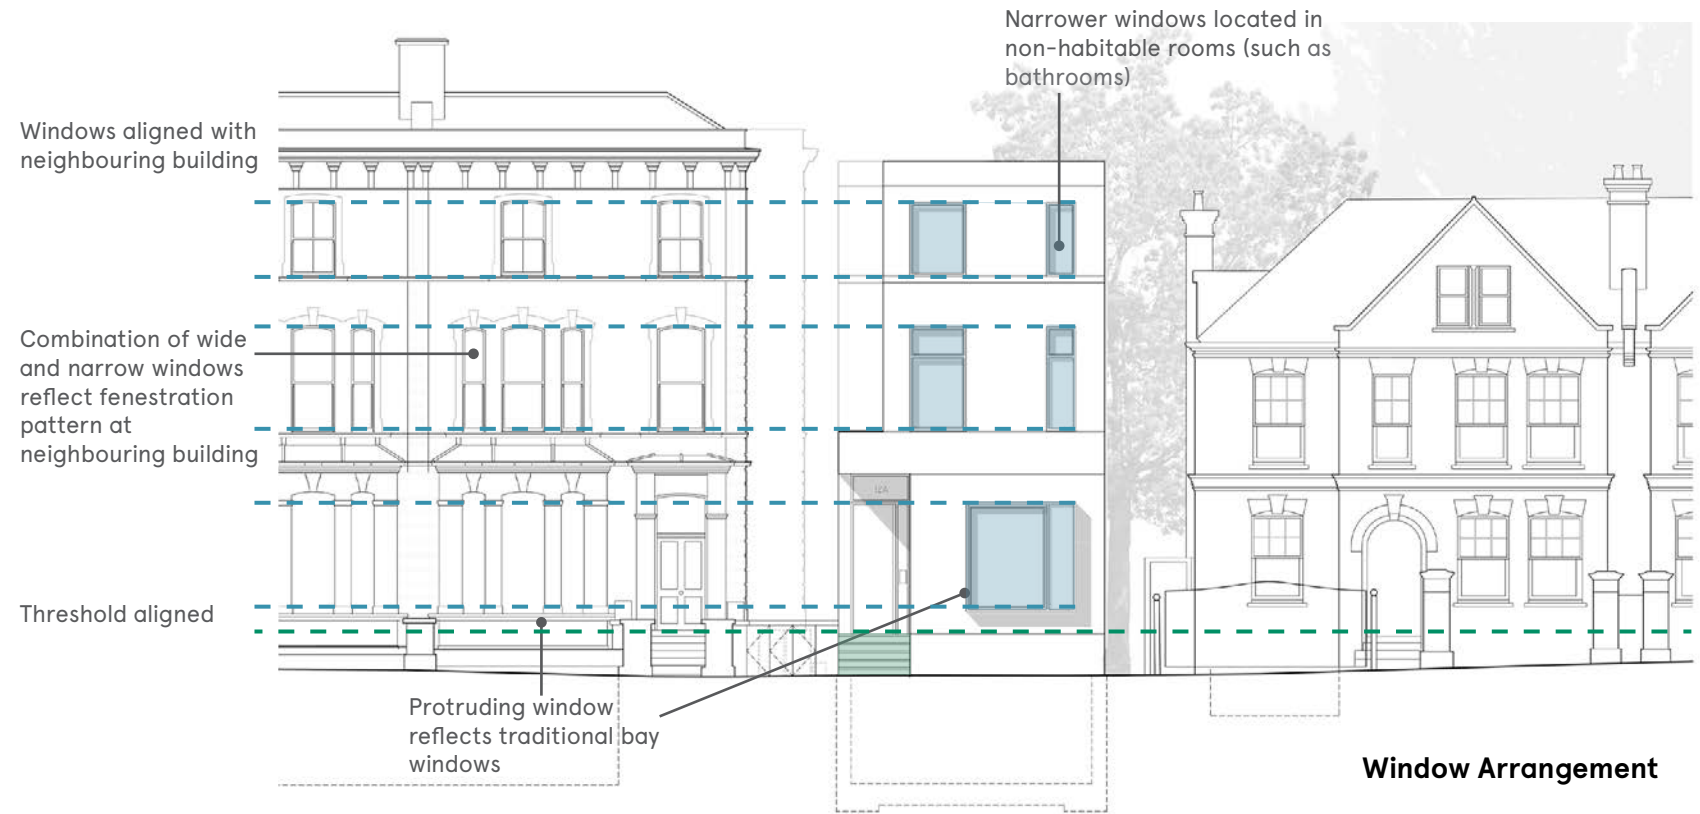 Narrower windows located in
non-habitable rooms (such as
bathrooms)
Windows aligned with
neighbouring building
Combination of wide
and narrow windows
reflect fenestration
pattern at
neighbouring building
12A
Threshold aligned
Protruding window
reflects traditional bay
windows
Window Arrangement